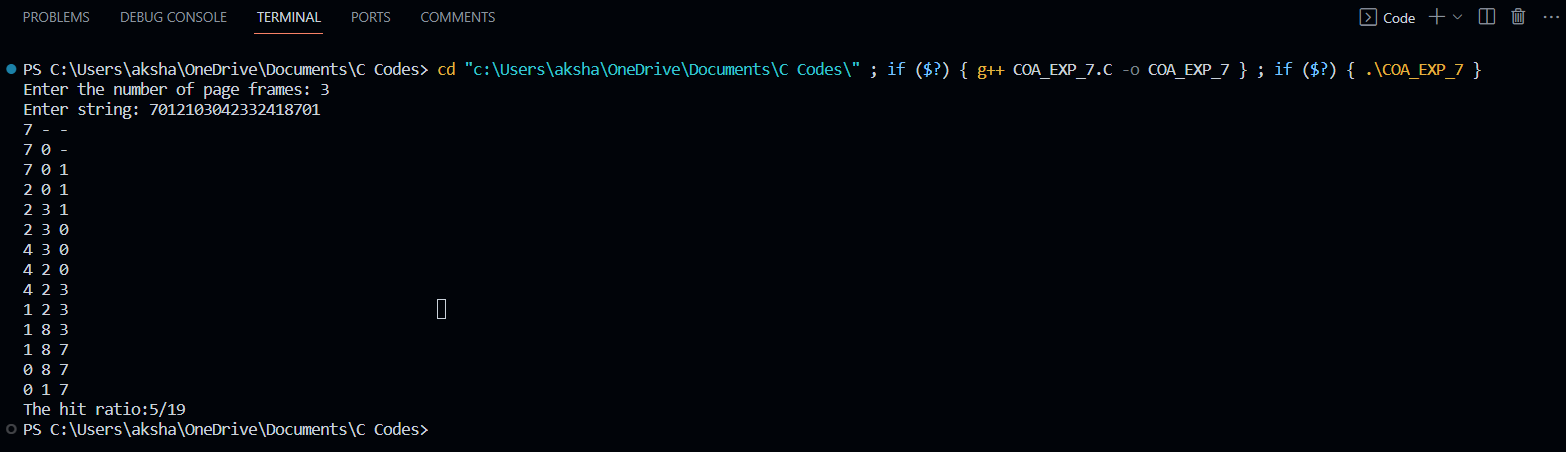 PROBLEMS DEBUG CONSOLE TERMINAL PORTS COMMENTS Code
PS C:\Users\aksha\OneDrive\Documents\C Codes> cd "c:\Users\aksha\OneDrive\Documents\C Codes\" ; if ($?) { g++ COA_EXP_7.C -o COA_EXP_7 } ; if ($?) { .\COA_EXP_7 }
Enter the number of page frames: 3
Enter string: 7012103042332418701
7 - -
7 0 -
7 0 1
2 0 1
2 3 1
2 3 0
4 3 0
4 2 0
4 2 3
1 2 3
1 8 3
1 8 7
0 8 7
0 1 7
The hit ratio:5/19
PS C:\Users\aksha\OneDrive\Documents\C Codes>